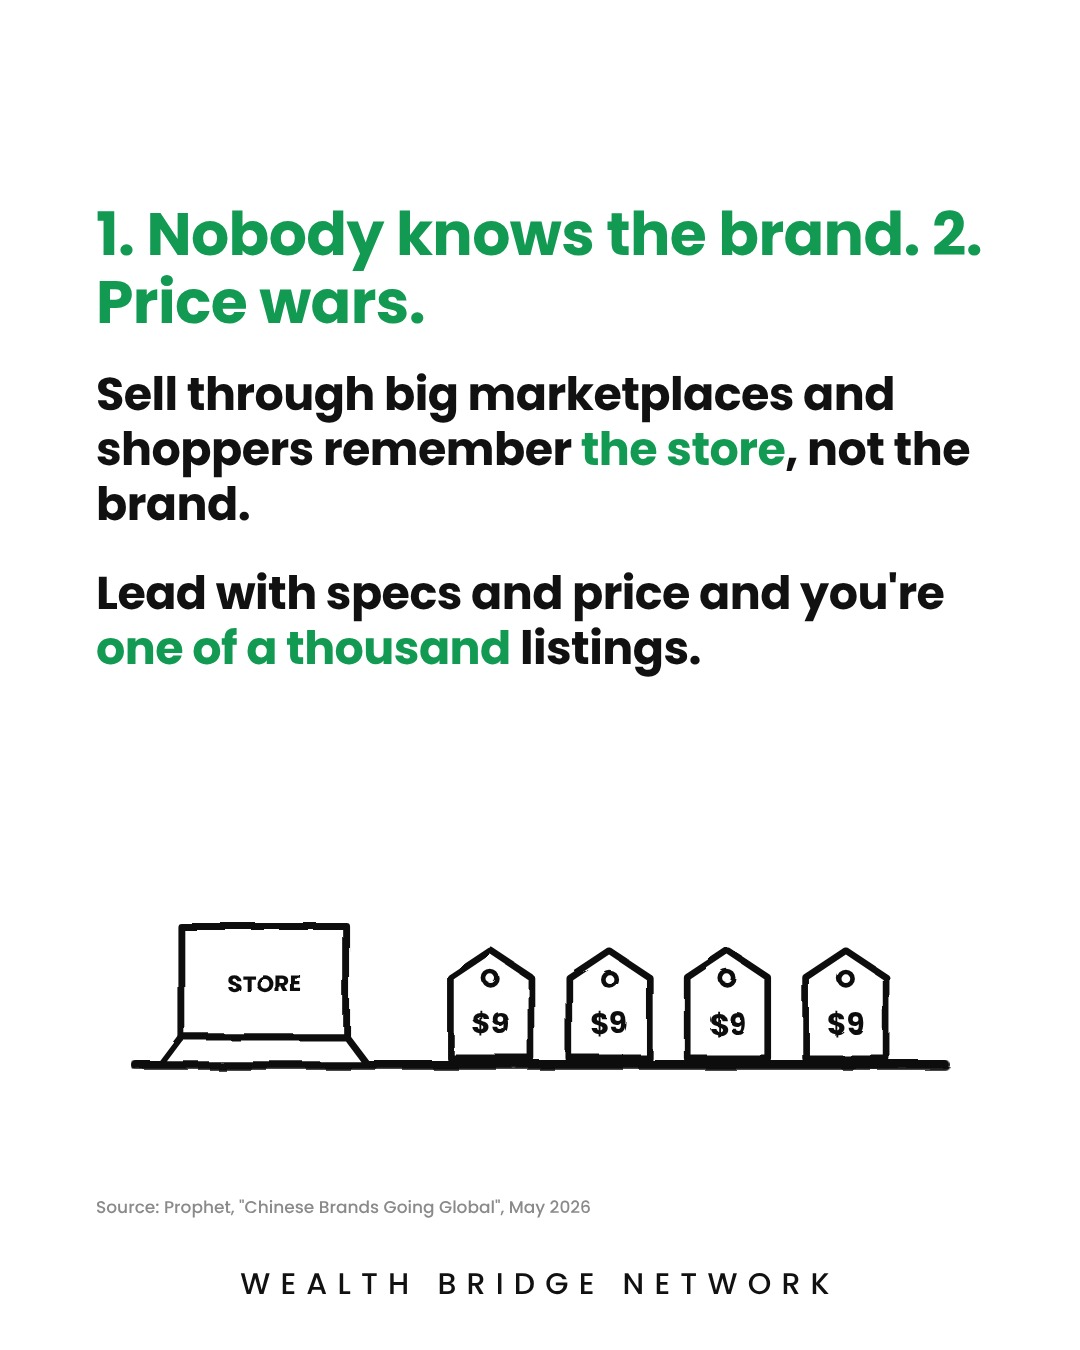 1. Nobody knows the brand. 2.
Price wars.
Sell through big marketplaces and
shoppers remember the store, not the
brand.
Lead with specs and price and you're
one of a thousand listings.
STORE
$9 $9 $9 $9
Source: Prophet, "Chinese Brands Going Global", May 2026
WEALTH BRIDGE NETWORK